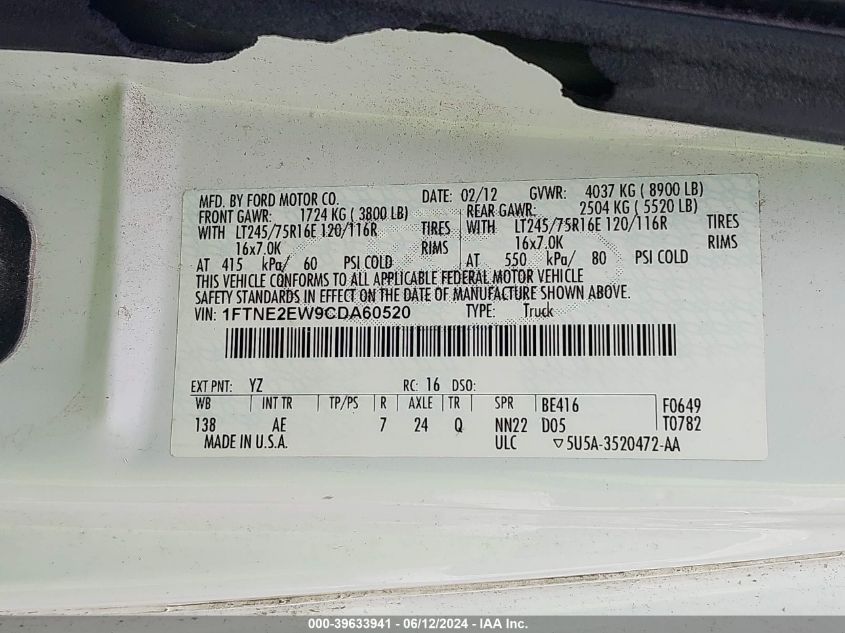 MFD. BY FORD MOTOR CO. DATE: 02/12 GVWR: 4037 KG ( 8900 LB)
FRONT GAWR: 1724 KG ( 3800 LB) REAR GAWR: 2504 KG ( 5520 LB)
WITH LT245/75R16E 120/116R TIRES WITH LT245/75R16E 120/116R TIRES
16x7.0K RIMS 16x7.0K RIMS
AT 415 kPa/ 60 PSI COLD AT 550 kPa/ 80 PSI COLD
THIS VEHICLE CONFORMS TO ALL APPLICABLE FEDERAL MOTOR VEHICLE
SAFETY STANDARDS IN EFFECT ON THE DATE OF MANUFACTURE SHOWN ABOVE.
VIN: 1FTNE2EW9CDA60520 TYPE: Truck
EXT PNT: YZ RC: 16 DSO:
WB INT TR TP/PS R AXLE TR SPR BE416 F0649
138 AE 7 24 Q NN22 D05 T0782
MADE IN U.S.A. ULC ▽5U5A-3520472-AA
000-39633941 - 06/12/2024 - IAAI.com